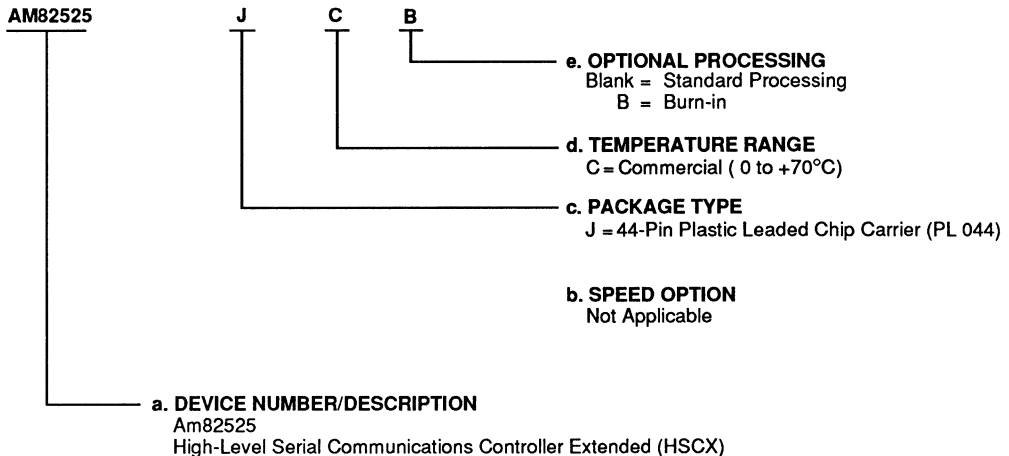 AM82525 J C B
e. OPTIONAL PROCESSING
Blank = Standard Processing
B = Burn-in
d. TEMPERATURE RANGE
C = Commercial ( 0 to +70°C)
c. PACKAGE TYPE
J = 44-Pin Plastic Leaded Chip Carrier (PL 044)
b. SPEED OPTION
Not Applicable
a. DEVICE NUMBER/DESCRIPTION
Am82525
High-Level Serial Communications Controller Extended (HSCX)